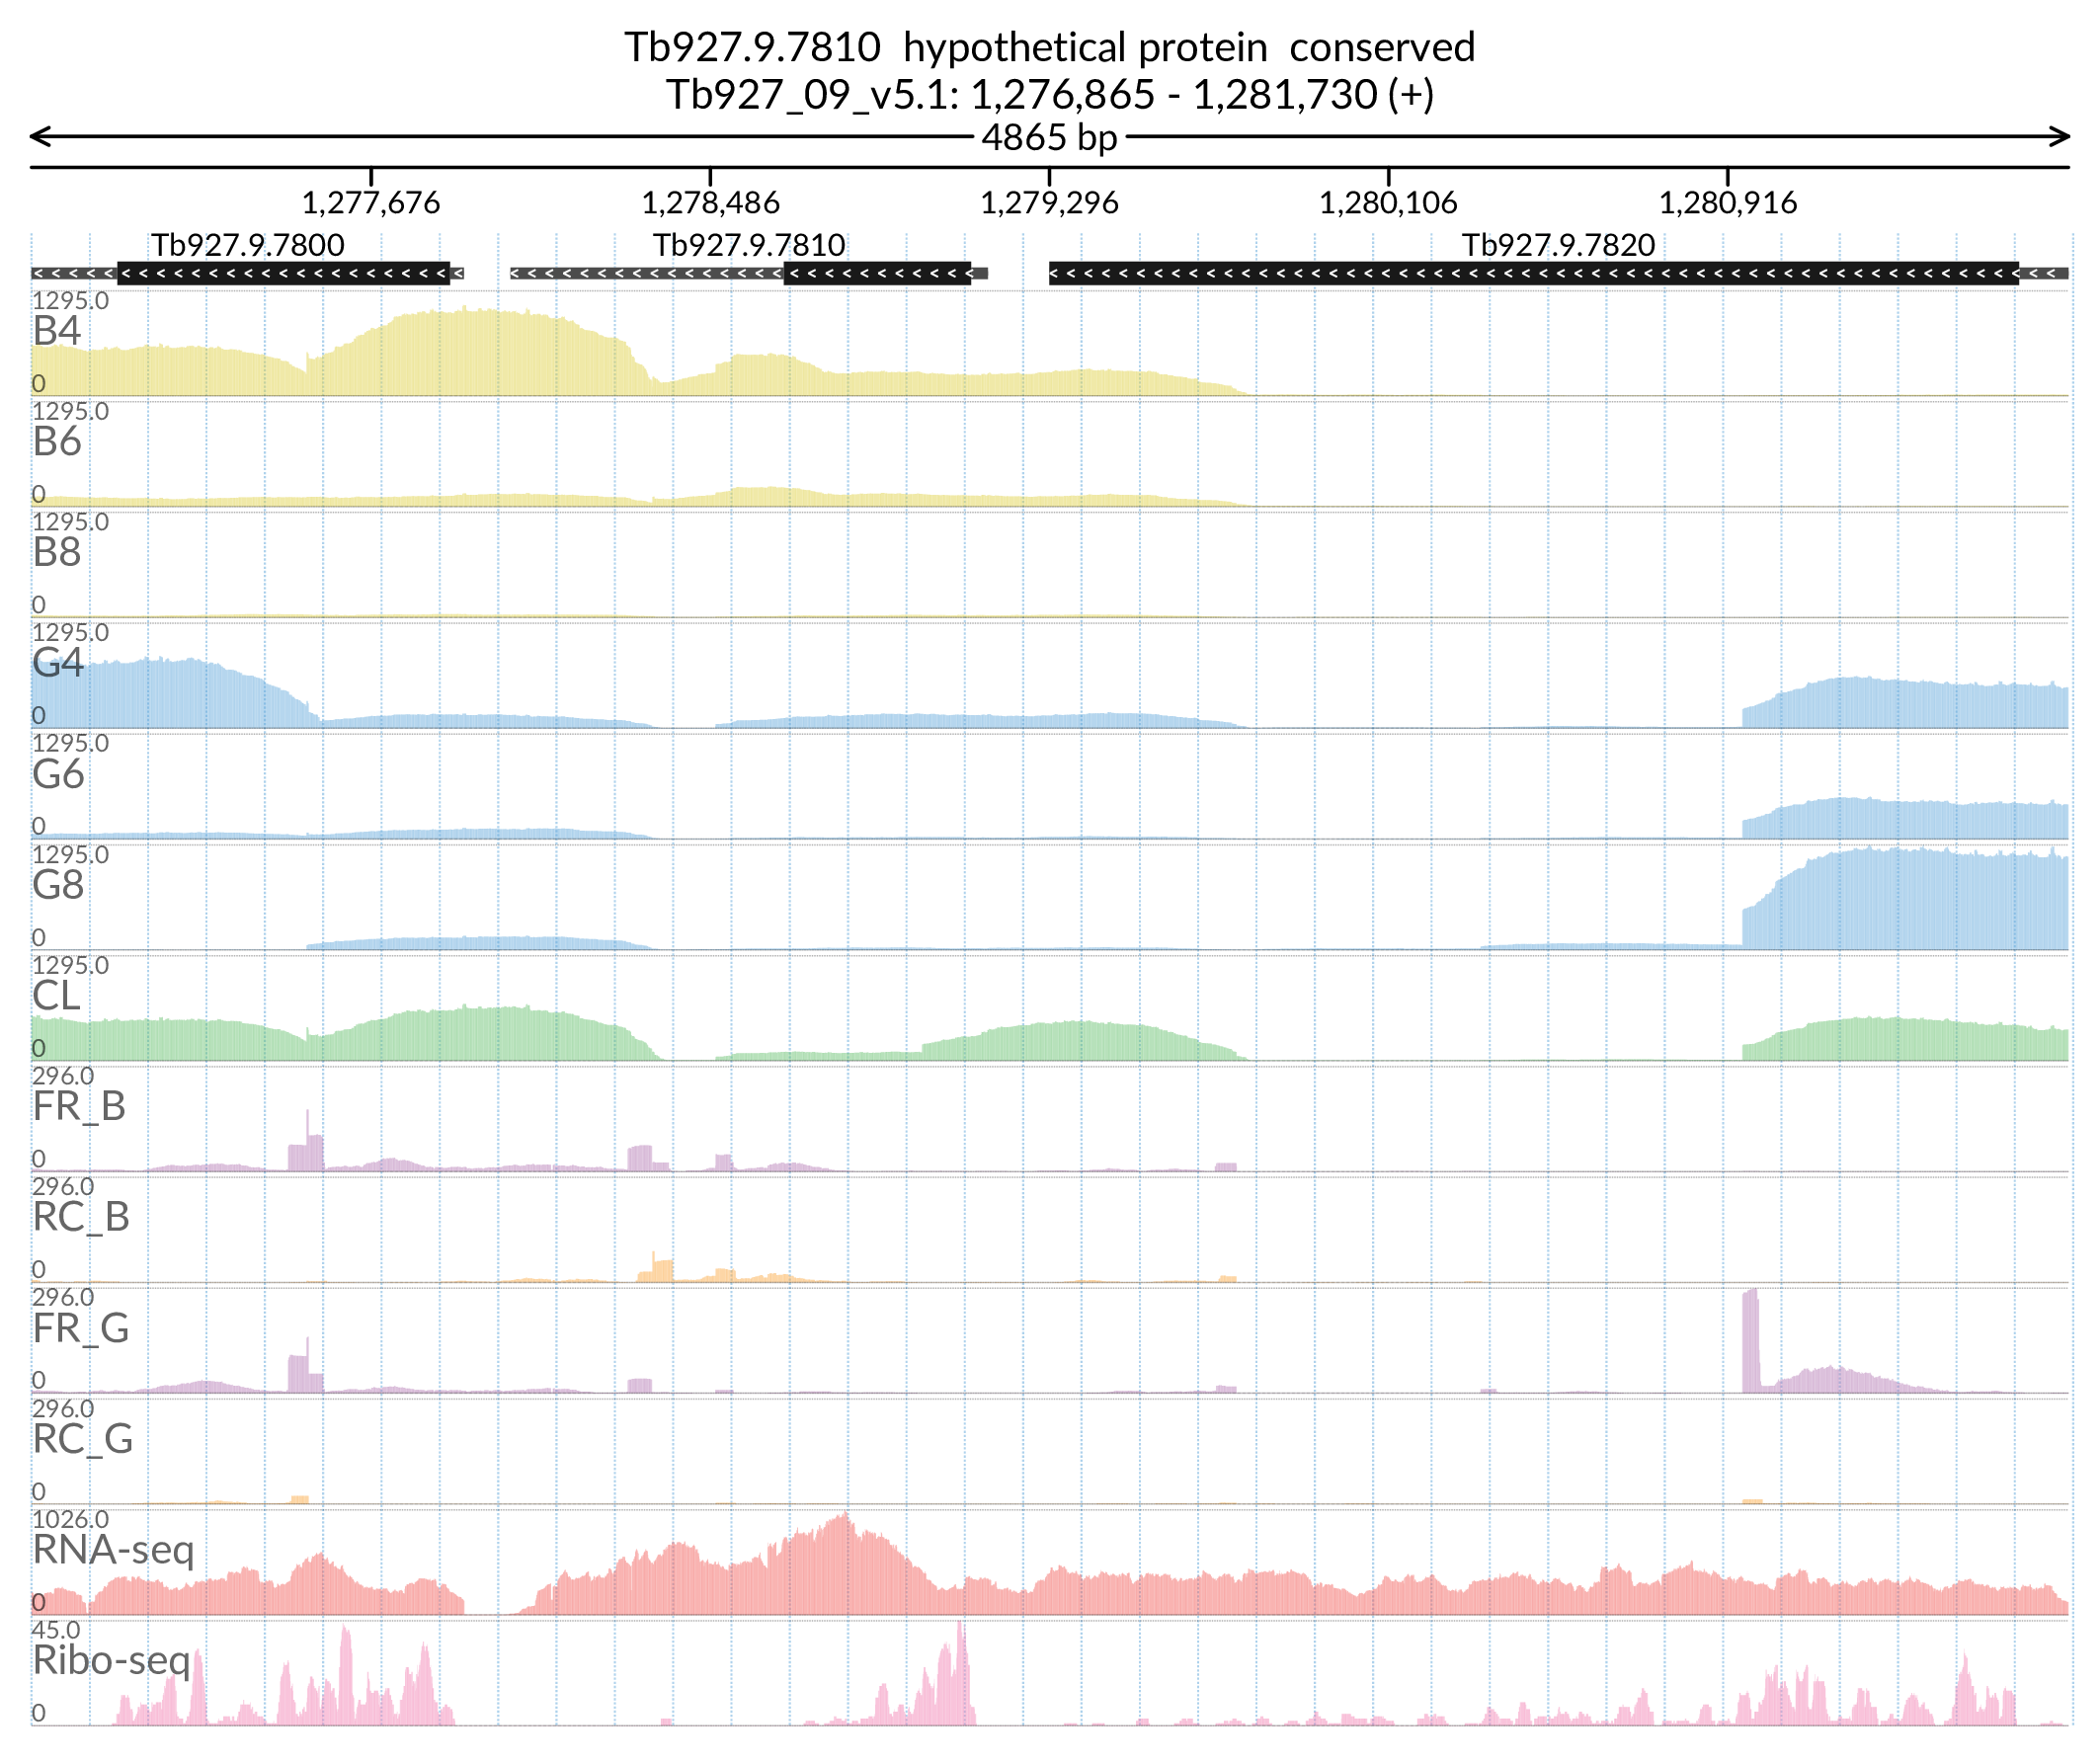 Tb927.9.7810 hypothetical protein conserved
Tb927_09_v5.1: 1,276,865 - 1,281,730 (+)
4865 bp
1,277,676 1,278,486 1,279,296 1,280,106 1,280,916
Tb927.9.7800 Tb927.9.7810 Tb927.9.7820
1295.0
B4
0
1295.0
B6
0
1295.0
B8
0
1295.0
G4
0
1295.0
G6
0
1295.0
G8
0
1295.0
CL
0
296.0
FR_B
0
296.0
RC_B
0
296.0
FR_G
0
296.0
RC_G
0
1026.0
RNA-seq
0
45.0
Ribo-seq
0